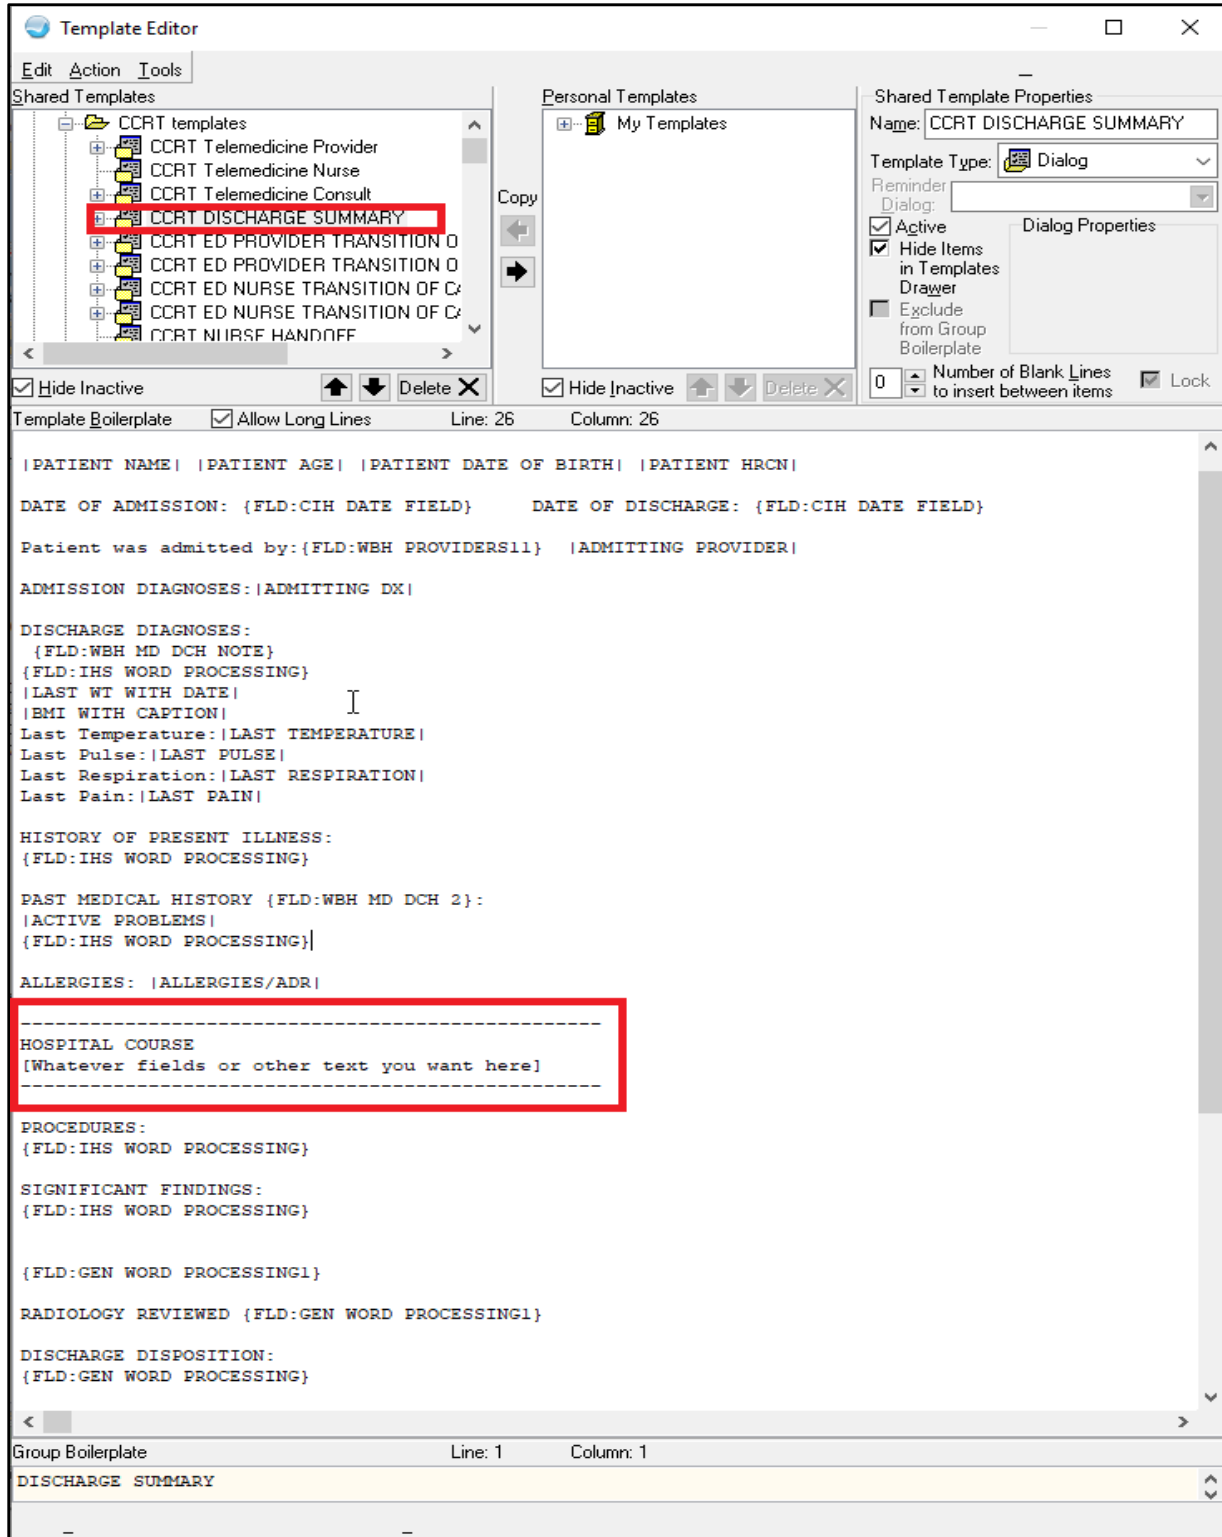 Template Editor
Edit Action Tools
Shared Templates
CCRT templates
CCRT Telemedicine Provider
CCRT Telemedicine Nurse
CCRT Telemedicine Consult
CCRT DISCHARGE SUMMARY
CCRT ED PROVIDER TRANSITION O
CCRT ED PROVIDER TRANSITION O
CCRT ED NURSE TRANSITION OF CA
CCRT ED NURSE TRANSITION OF CA
CCRT NURSE HANDOFF
Hide Inactive
Delete
Copy
Personal Templates
My Templates
Hide Inactive
Delete
Shared Template Properties
Name: CCRT DISCHARGE SUMMARY
Template Type: Dialog
Reminder
Dialog:
Active
Hide Items
in Templates
Drawer
Exclude
from Group
Boilerplate
Dialog Properties
0 Number of Blank Lines
to insert between items
Lock
Template Boilerplate Allow Long Lines Line: 26 Column: 26
|PATIENT NAME| |PATIENT AGE| |PATIENT DATE OF BIRTH| |PATIENT HRCN|
DATE OF ADMISSION: {FLD:CIH DATE FIELD} DATE OF DISCHARGE: {FLD:CIH DATE FIELD}
Patient was admitted by:{FLD:WBH PROVIDERS11} |ADMITTING PROVIDER|
ADMISSION DIAGNOSES:|ADMITTING DX|
DISCHARGE DIAGNOSES:
{FLD:WBH MD DCH NOTE}
{FLD:IHS WORD PROCESSING}
|LAST WT WITH DATE|
|BMI WITH CAPTION|
Last Temperature:|LAST TEMPERATURE|
Last Pulse:|LAST PULSE|
Last Respiration:|LAST RESPIRATION|
Last Pain:|LAST PAIN|
HISTORY OF PRESENT ILLNESS:
{FLD:IHS WORD PROCESSING}
PAST MEDICAL HISTORY {FLD:WBH MD DCH 2}:
|ACTIVE PROBLEMS|
{FLD:IHS WORD PROCESSING}
ALLERGIES: |ALLERGIES/ADR|
--------------------------------------------------
HOSPITAL COURSE
[Whatever fields or other text you want here]
--------------------------------------------------
PROCEDURES:
{FLD:IHS WORD PROCESSING}
SIGNIFICANT FINDINGS:
{FLD:IHS WORD PROCESSING}
{FLD:GEN WORD PROCESSING1}
RADIOLOGY REVIEWED {FLD:GEN WORD PROCESSING1}
DISCHARGE DISPOSITION:
{FLD:GEN WORD PROCESSING}
Group Boilerplate Line: 1 Column: 1
DISCHARGE SUMMARY